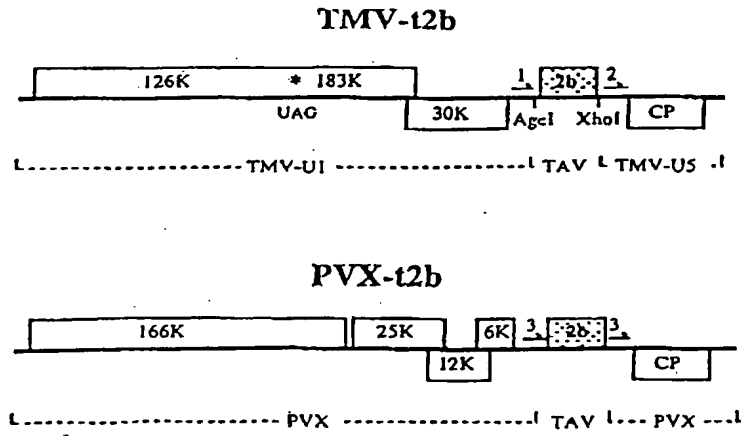 TMV-t2b
126K * 183K 1 2b 2
UAG 30K AgeI XhoI CP
TMV-U1 TAV TMV-U5
PVX-t2b
166K 25K 6K 3 2b 3
12K CP
PVX TAV PVX